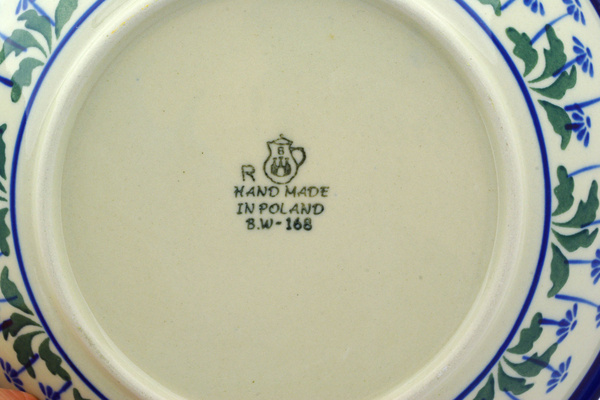 B
R
HAND MADE
IN POLAND
B.W-168